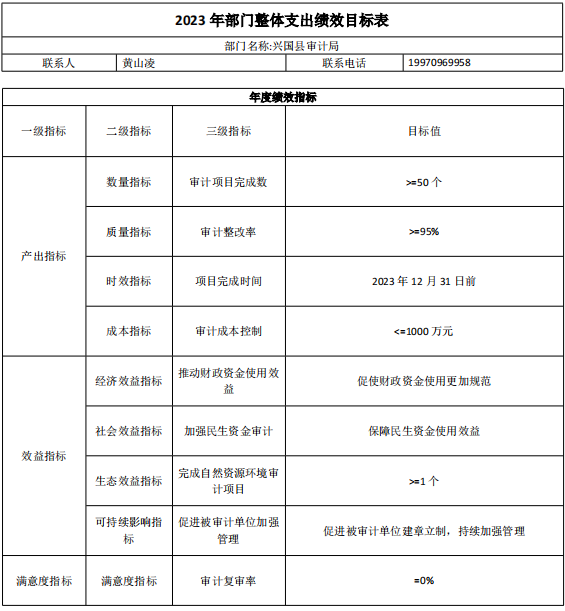 2023 年部门整体支出绩效目标表
部门名称:兴国县审计局
联系人 黄山凌 联系电话 19970969958
年度绩效指标
一级指标 二级指标 三级指标 目标值
产出指标
数量指标 审计项目完成数 >=50 个
质量指标 审计整改率 >=95%
时效指标 项目完成时间 2023 年 12 月 31 日前
成本指标 审计成本控制 <=1000 万元
效益指标
经济效益指标 推动财政资金使用效
益 促使财政资金使用更加规范
社会效益指标 加强民生资金审计 保障民生资金使用效益
生态效益指标 完成自然资源环境审
计项目 >=1 个
可持续影响指
标 促进被审计单位加强
管理 促进被审计单位建章立制，持续加强管理
满意度指标 满意度指标 审计复审率 =0%